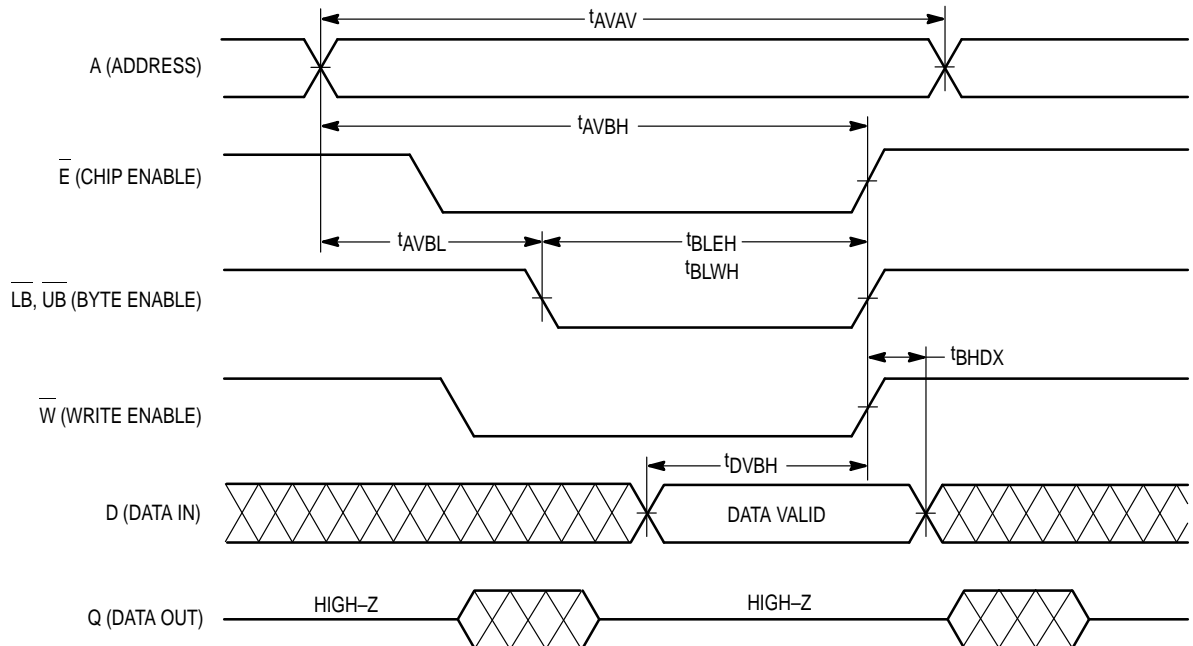 tAVAV
A (ADDRESS)
tAVBH
E (CHIP ENABLE)
tAVBL
tBLEH
tBLWH
LB, UB (BYTE ENABLE)
tBHDX
W (WRITE ENABLE)
tDVBH
D (DATA IN)
DATA VALID
HIGH–Z
HIGH–Z
Q (DATA OUT)